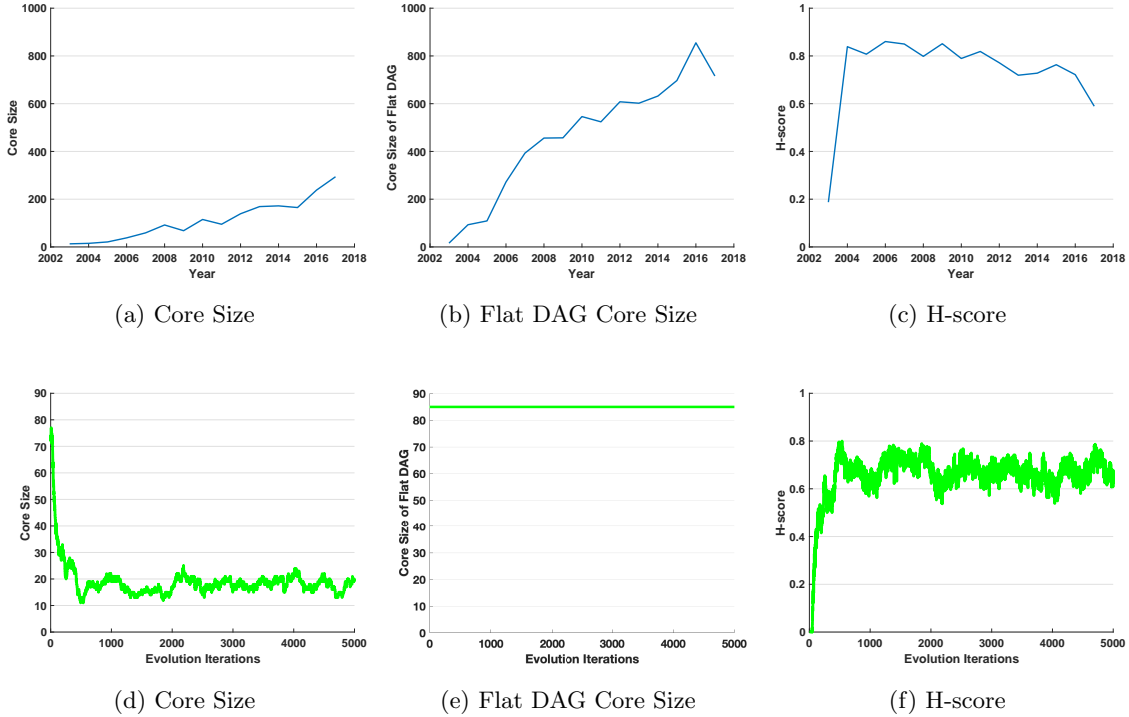 1000
800
600
400
200
0
Core Size
2002 2004 2006 2008 2010 2012 2014 2016 2018
Year
(a) Core Size
1000
800
600
400
200
0
Core Size of Flat DAG
2002 2004 2006 2008 2010 2012 2014 2016 2018
Year
(b) Flat DAG Core Size
1
0.8
0.6
0.4
0.2
0
H-score
2002 2004 2006 2008 2010 2012 2014 2016 2018
Year
(c) H-score
90
80
70
60
50
40
30
20
10
0
Core Size
0 1000 2000 3000 4000 5000
Evolution Iterations
(d) Core Size
90
80
70
60
50
40
30
20
10
0
Core Size of Flat DAG
0 1000 2000 3000 4000 5000
Evolution Iterations
(e) Flat DAG Core Size
1
0.8
0.6
0.4
0.2
0
H-score
0 1000 2000 3000 4000 5000
Evolution Iterations
(f) H-score